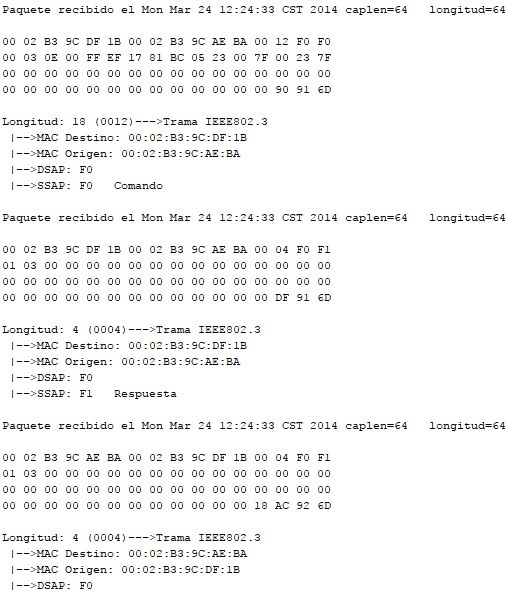 Paquete recibido el Mon Mar 24 12:24:33 CST 2014 caplen=64 longitud=64
00 02 B3 9C DF 1B 00 02 B3 9C AE BA 00 12 F0 F0
00 03 0E 00 FF EF 17 81 BC 05 23 00 7F 00 23 7F
00 00 00 00 00 00 00 00 00 00 00 00 00 00 00 00
00 00 00 00 00 00 00 00 00 00 00 00 00 90 91 6D
Longitud: 18 (0012)--->Trama IEEE802.3
|-->MAC Destino: 00:02:B3:9C:DF:1B
|-->MAC Origen: 00:02:B3:9C:AE:BA
|-->DSAP: F0
|-->SSAP: F0 Comando
Paquete recibido el Mon Mar 24 12:24:33 CST 2014 caplen=64 longitud=64
00 02 B3 9C DF 1B 00 02 B3 9C AE BA 00 04 F0 F1
01 03 00 00 00 00 00 00 00 00 00 00 00 00 00 00
00 00 00 00 00 00 00 00 00 00 00 00 00 00 00 00
00 00 00 00 00 00 00 00 00 00 00 00 00 DF 91 6D
Longitud: 4 (0004)--->Trama IEEE802.3
|-->MAC Destino: 00:02:B3:9C:DF:1B
|-->MAC Origen: 00:02:B3:9C:AE:BA
|-->DSAP: F0
|-->SSAP: F1 Respuesta
Paquete recibido el Mon Mar 24 12:24:33 CST 2014 caplen=64 longitud=64
00 02 B3 9C AE BA 00 02 B3 9C DF 1B 00 04 F0 F1
01 03 00 00 00 00 00 00 00 00 00 00 00 00 00 00
00 00 00 00 00 00 00 00 00 00 00 00 00 00 00 00
00 00 00 00 00 00 00 00 00 00 00 00 18 AC 92 6D
Longitud: 4 (0004)--->Trama IEEE802.3
|-->MAC Destino: 00:02:B3:9C:AE:BA
|-->MAC Origen: 00:02:B3:9C:DF:1B
|-->DSAP: F0